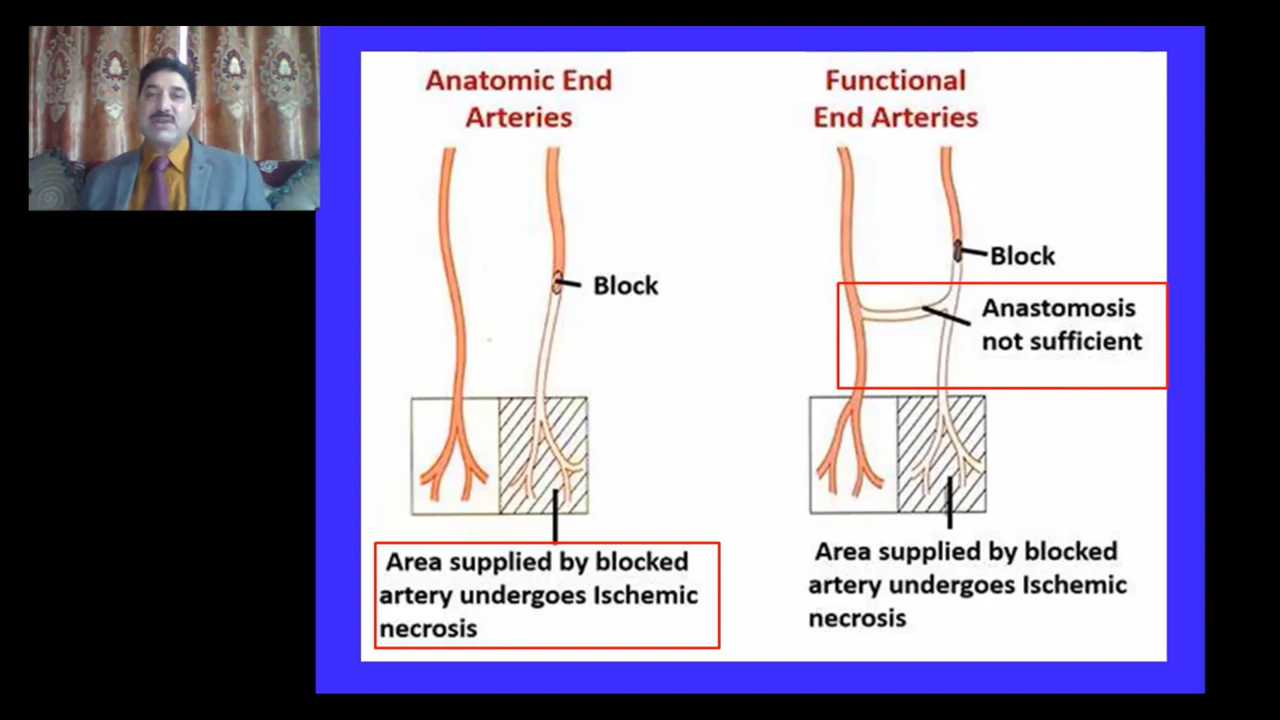 Anatomic End
Arteries
Block
Area supplied by blocked
artery undergoes Ischemic
necrosis
Functional
End Arteries
Block
Anastomosis
not sufficient
Area supplied by blocked
artery undergoes Ischemic
necrosis